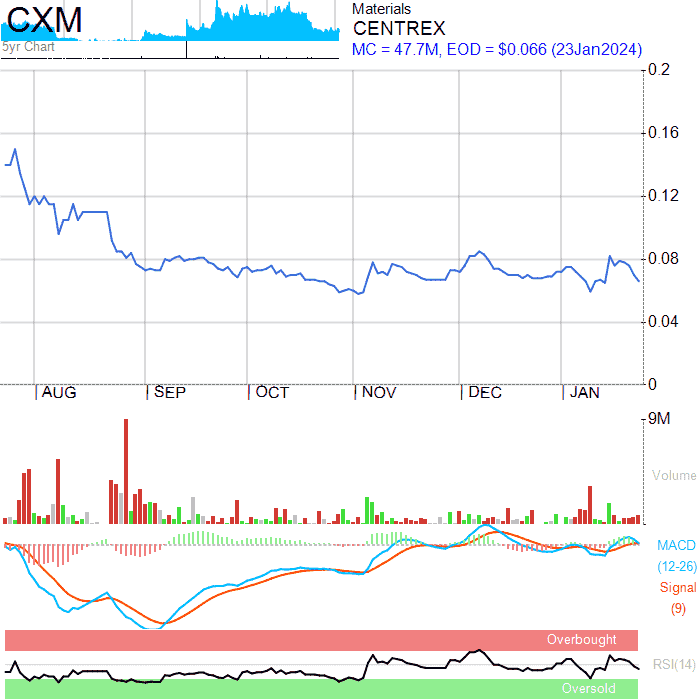 CXM
5yr Chart
Materials
CENTREX
MC = 47.7M, EOD = $0.066 (23Jan2024)
0.2
0.16
0.12
0.08
0.04
0
AUG
SEP
OCT
NOV
DEC
JAN
9M
Volume
MACD
(12-26)
Signal
(9)
Overbought
RSI(14)
Oversold